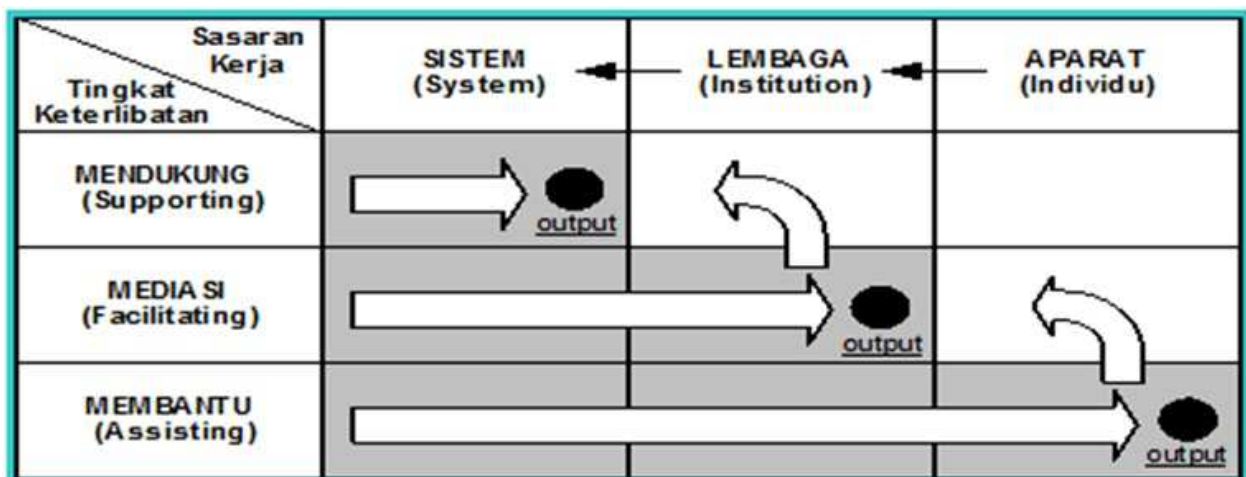 Sasaran
Kerja
Tingkat
Keterlibatan
SISTEM
(System)
LEMBAGA
(Institution)
APARAT
(Individu)
MENDUKUNG
(Supporting)
output
MEDIASI
(Facilitating)
output
MEMBANTU
(Assisting)
output